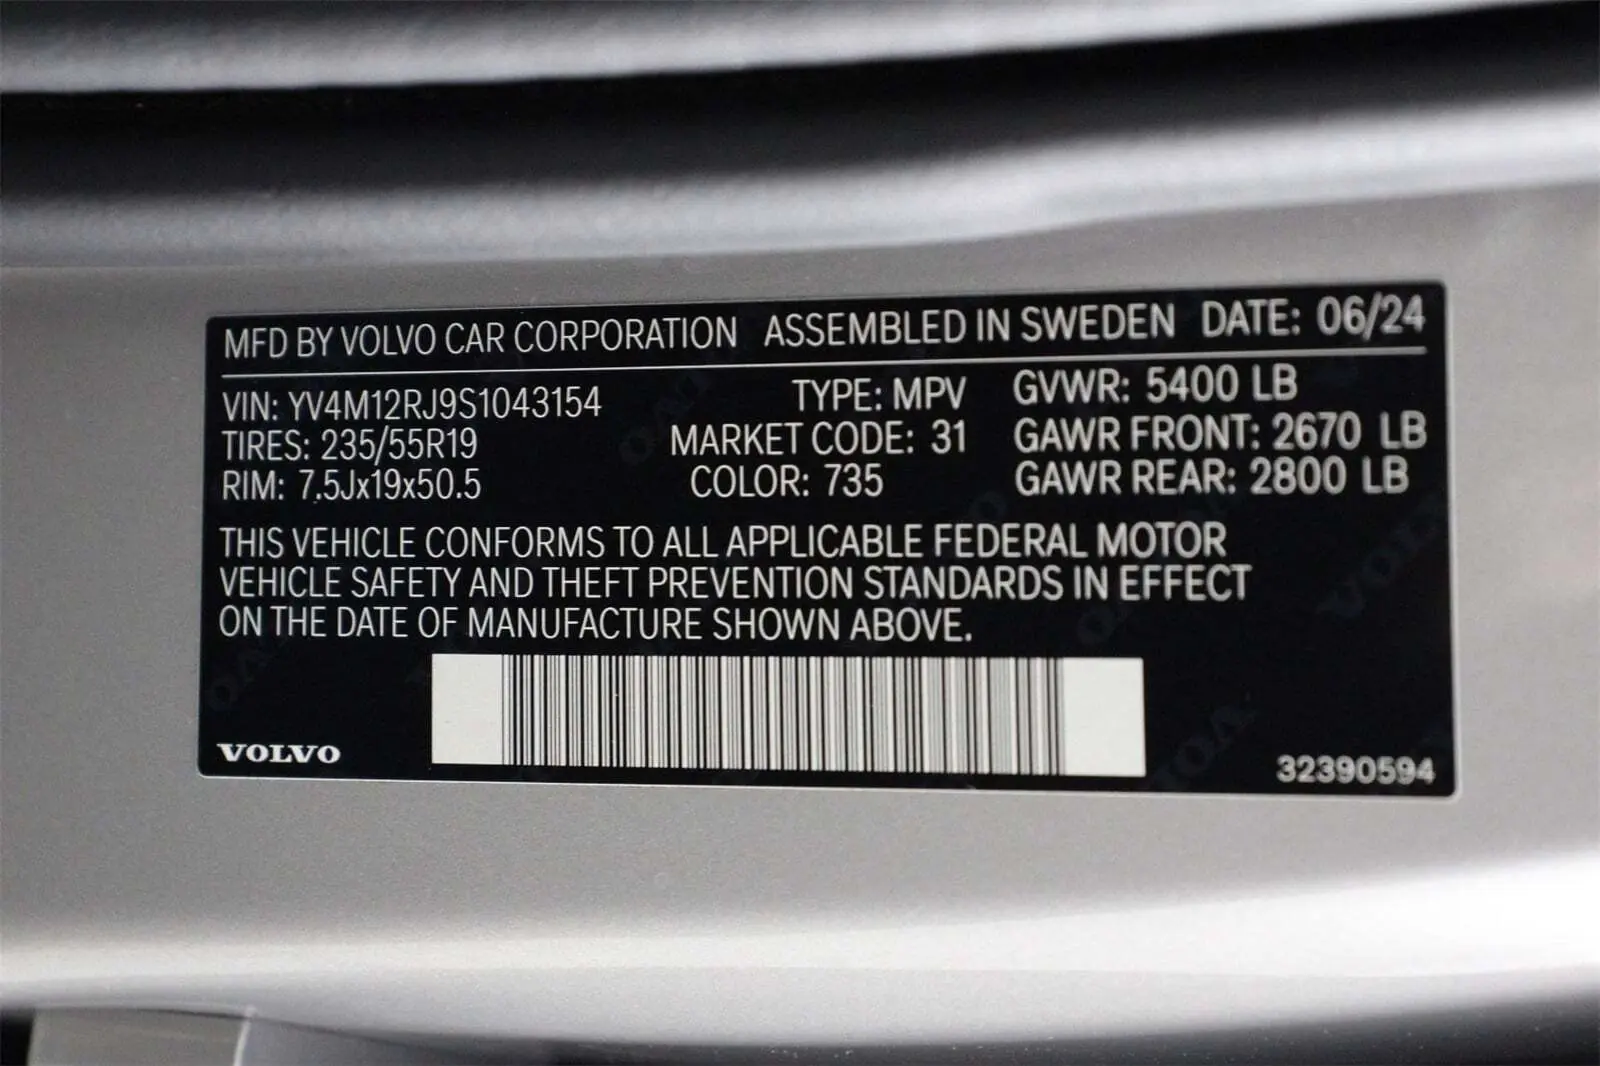 MFD BY VOLVO CAR CORPORATION ASSEMBLED IN SWEDEN DATE: 06/24
VIN: YV4M12RJ9S1043154 TYPE: MPV GVWR: 5400 LB
TIRES: 235/55R19 MARKET CODE: 31 GAWR FRONT: 2670 LB
RIM: 7.5Jx19x50.5 COLOR: 735 GAWR REAR: 2800 LB
THIS VEHICLE CONFORMS TO ALL APPLICABLE FEDERAL MOTOR
VEHICLE SAFETY AND THEFT PREVENTION STANDARDS IN EFFECT
ON THE DATE OF MANUFACTURE SHOWN ABOVE.
VOLVO 32390594